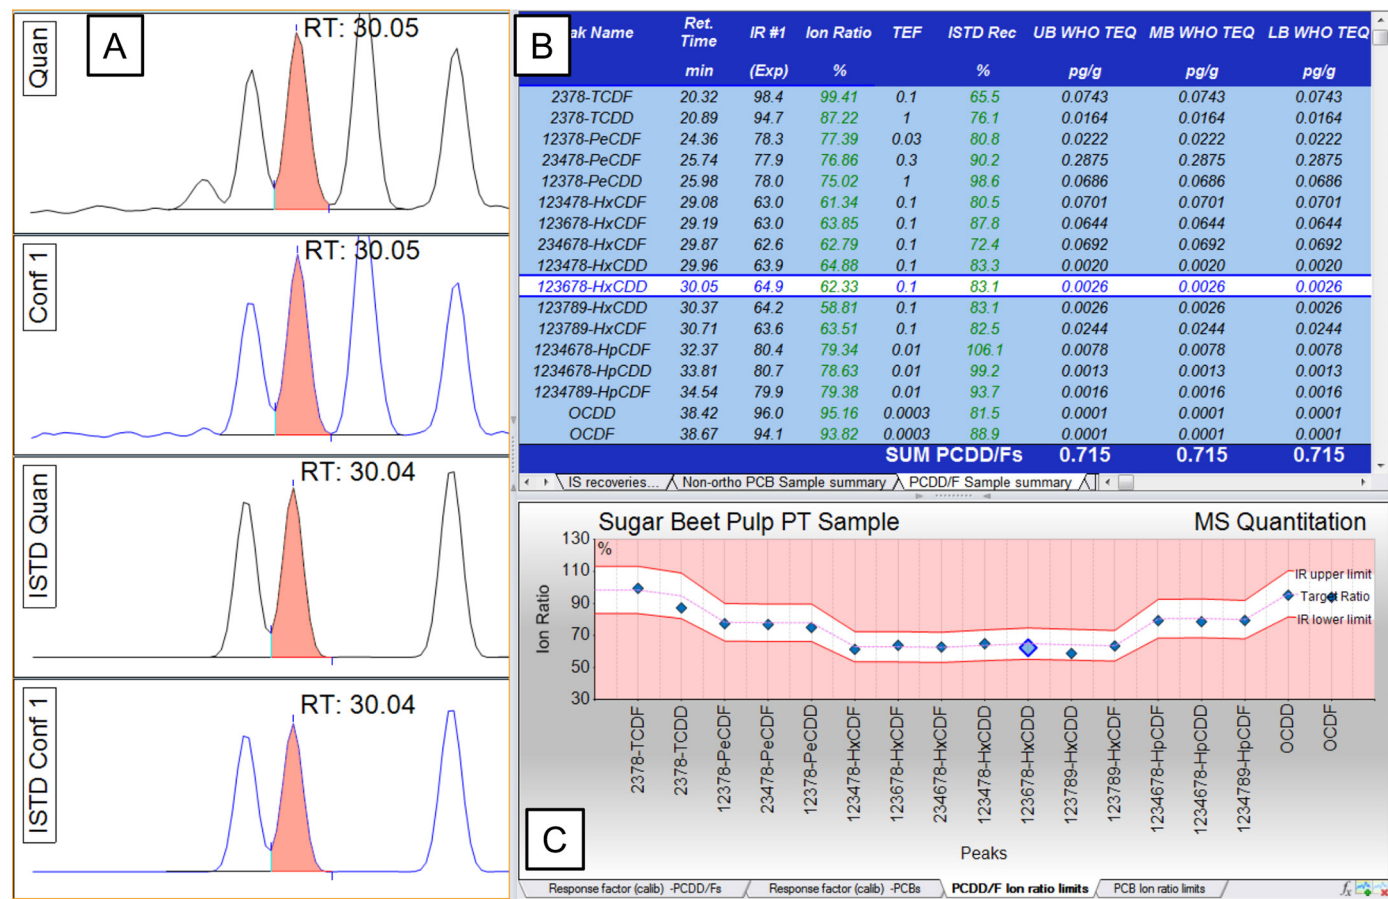 A
Quan
RT: 30.05
Conf 1
RT: 30.05
ISTD Quan
RT: 30.04
ISTD Conf 1
RT: 30.04
B
ak Name Ret. Time IR #1 Ion Ratio TEF ISTD Rec UB WHO TEQ MB WHO TEQ LB WHO TEQ
min (Exp) % % pg/g pg/g pg/g
2378-TCDF 20.32 98.4 99.41 0.1 65.5 0.0743 0.0743 0.0743
2378-TCDD 20.89 94.7 87.22 1 76.1 0.0164 0.0164 0.0164
12378-PeCDF 24.36 78.3 77.39 0.03 80.8 0.0222 0.0222 0.0222
23478-PeCDF 25.74 77.9 76.86 0.3 90.2 0.2875 0.2875 0.2875
12378-PeCDD 25.98 78.0 75.02 1 98.6 0.0686 0.0686 0.0686
123478-HxCDF 29.08 63.0 61.34 0.1 80.5 0.0701 0.0701 0.0701
123678-HxCDF 29.19 63.0 63.85 0.1 87.8 0.0644 0.0644 0.0644
234678-HxCDF 29.87 62.6 62.79 0.1 72.4 0.0692 0.0692 0.0692
123478-HxCDD 29.96 63.9 64.88 0.1 83.3 0.0020 0.0020 0.0020
123678-HxCDD 30.05 64.9 62.33 0.1 83.1 0.0026 0.0026 0.0026
123789-HxCDD 30.37 64.2 58.81 0.1 83.1 0.0026 0.0026 0.0026
123789-HxCDF 30.71 63.6 63.51 0.1 82.5 0.0244 0.0244 0.0244
1234678-HpCDF 32.37 80.4 79.34 0.01 106.1 0.0078 0.0078 0.0078
1234678-HpCDD 33.81 80.7 78.63 0.01 99.2 0.0013 0.0013 0.0013
1234789-HpCDF 34.54 79.9 79.38 0.01 93.7 0.0016 0.0016 0.0016
OCDD 38.42 96.0 95.16 0.0003 81.5 0.0001 0.0001 0.0001
OCDF 38.67 94.1 93.82 0.0003 88.9 0.0001 0.0001 0.0001
SUM PCDD/Fs 0.715 0.715 0.715
IS recoveries... Non-ortho PCB Sample summary PCDD/F Sample summary
Sugar Beet Pulp PT Sample MS Quantitation
%
130
110
90
70
50
30
Ion Ratio
IR upper limit
Target Ratio
IR lower limit
2378-TCDF
2378-TCDD
12378-PeCDF
23478-PeCDF
12378-PeCDD
123478-HxCDF
123678-HxCDF
234678-HxCDF
123478-HxCDD
123678-HxCDD
123789-HxCDD
123789-HxCDF
1234678-HpCDF
1234678-HpCDD
1234789-HpCDF
OCDD
OCDF
C
Peaks
Response factor (calib) -PCDD/Fs Response factor (calib) -PCBs PCDD/F Ion ratio limits PCB Ion ratio limits